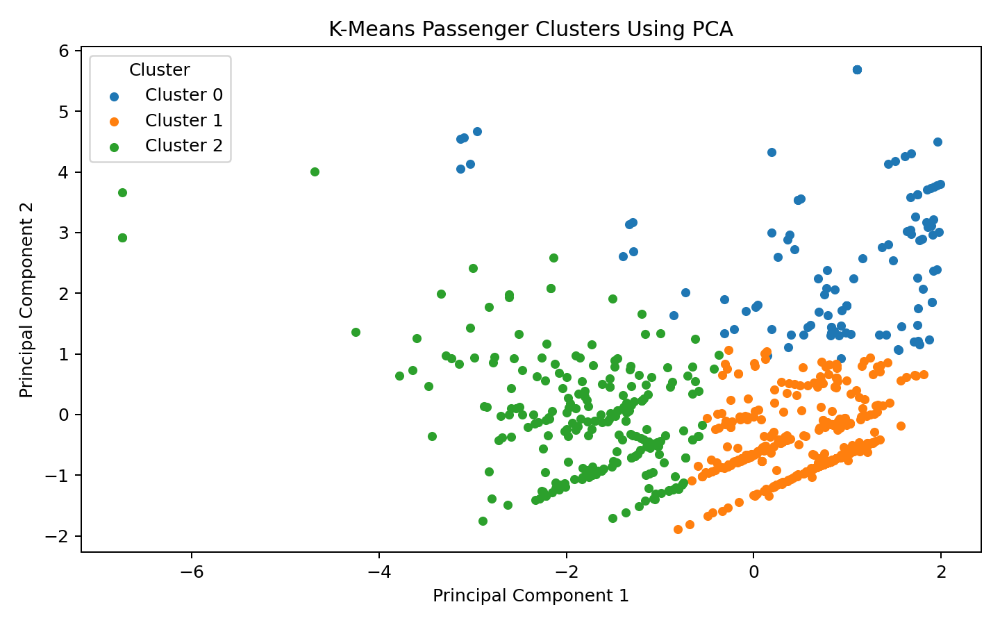 K-Means Passenger Clusters Using PCA
Cluster
Cluster 0
Cluster 1
Cluster 2
6
5
4
3
2
1
0
−1
−2
Principal Component 2
−6
−4
−2
0
2
Principal Component 1